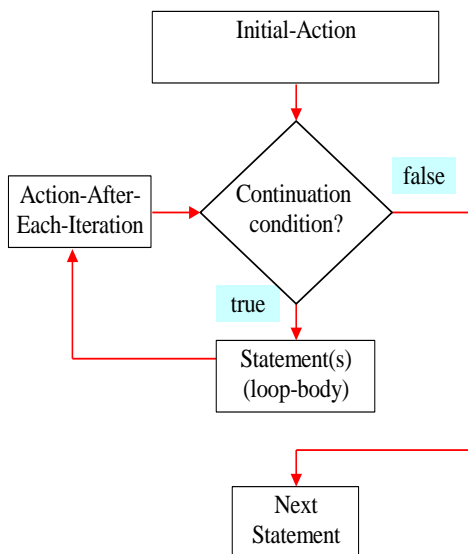 Initial-Action
false
Action-After-
Each-Iteration
Continuation
condition?
true
Statement(s)
(loop-body)
Next
Statement